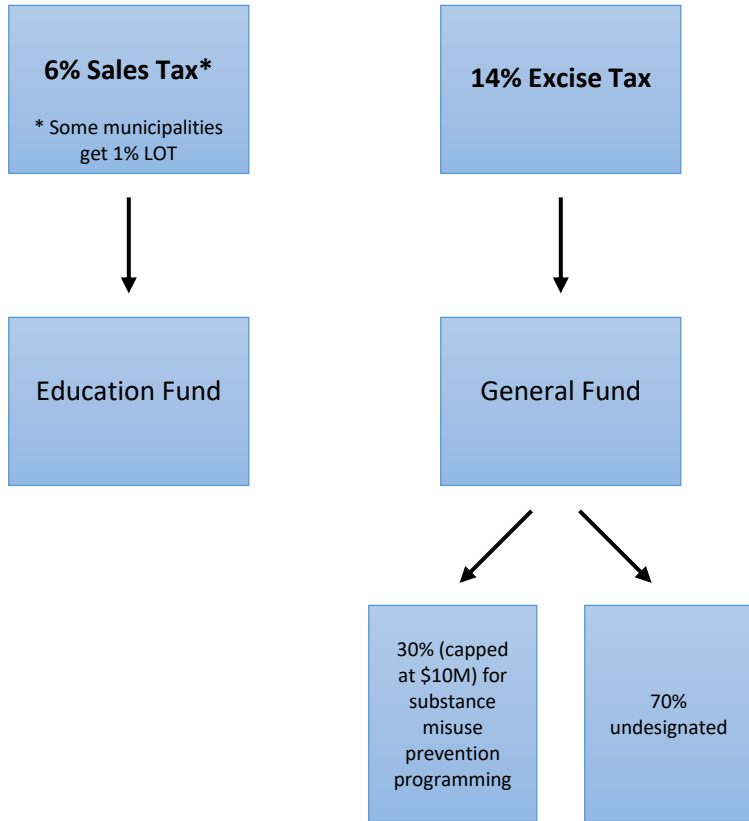 6% Sales Tax*
* Some municipalities
get 1% LOT
14% Excise Tax
Education Fund
General Fund
30% (capped
at $10M) for
substance
misuse
prevention
programming
70%
undesignated